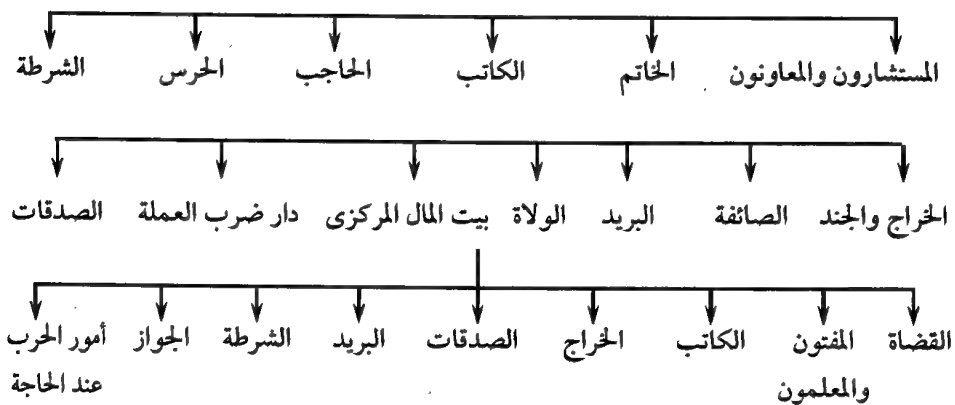 المستشارون والمعاونون الخاتم الكاتب الحاجب الحرس الشرطة
الخراج والجند الصائفة البريد الولاة بيت المال المركزى دار ضرب العملة الصدقات
القضاة المفتون الكاتب الخراج الصدقات البريد الشرطة الجواز أمور الحرب
والمعلمون عند الحاجة